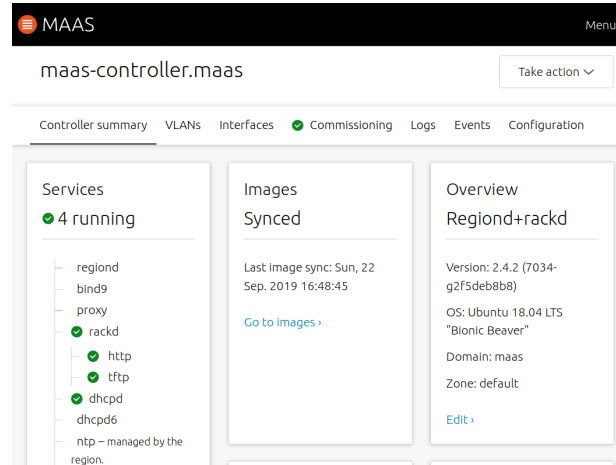 MAAS
Menu
maas-controller.maas
Take action
Controller summary VLANs Interfaces Commissioning Logs Events Configuration
Services
4 running
regiond
bind9
proxy
rackd
http
tftp
dhcpd
dhcpd6
ntp – managed by the
region.
Images
Synced
Last image sync: Sun, 22
Sep. 2019 16:48:45
Go to images ›
Overview
Regiond+rackd
Version: 2.4.2 (7034-
g2f5deb8b8)
OS: Ubuntu 18.04 LTS
"Bionic Beaver"
Domain: maas
Zone: default
Edit ›